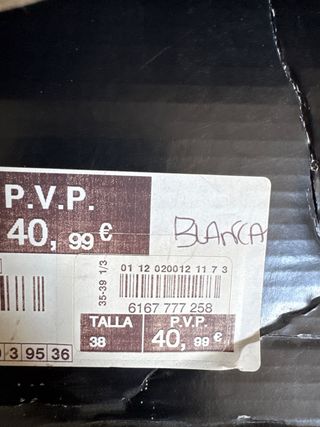 P.V.P.
40,99 €
BLANCA
35-39 1/3
01 12 020012 11 7 3
6167 777 258
TALLA P.V.P.
38 40,99 €
3 95 36